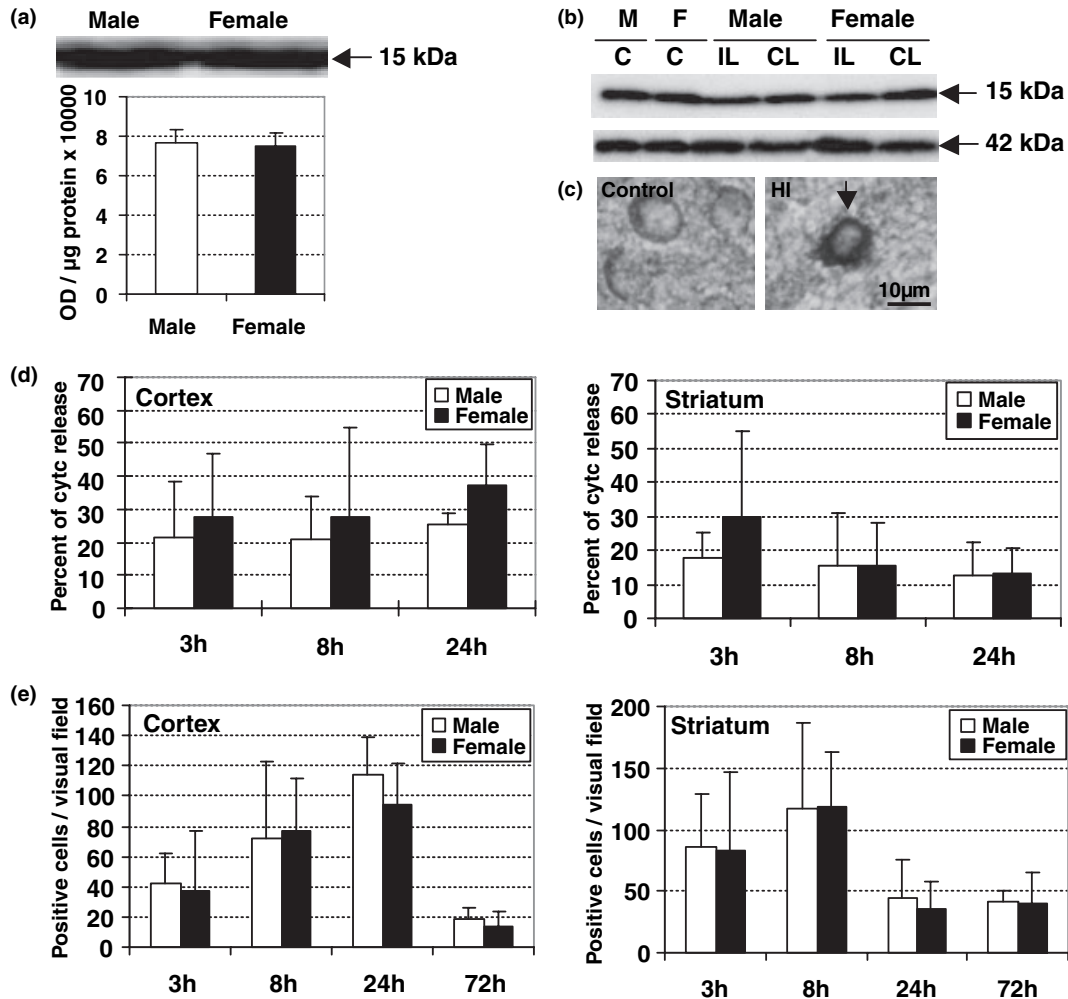 (a)
Male Female
15 kDa
OD / µg protein x 10000
10
8
6
4
2
0
Male Female
(b)
M F Male Female
C C IL CL IL CL
15 kDa
42 kDa
(c)
Control HI
10µm
(d)
Percent of cytc release
70
60
50
40
30
20
10
0
Cortex
Male
Female
3h 8h 24h
Percent of cytc release
70
60
50
40
30
20
10
0
Striatum
Male
Female
3h 8h 24h
(e)
Positive cells / visual field
160
140
120
100
80
60
40
20
0
Cortex
Male
Female
3h 8h 24h 72h
Positive cells / visual field
200
150
100
50
0
Striatum
Male
Female
3h 8h 24h 72h